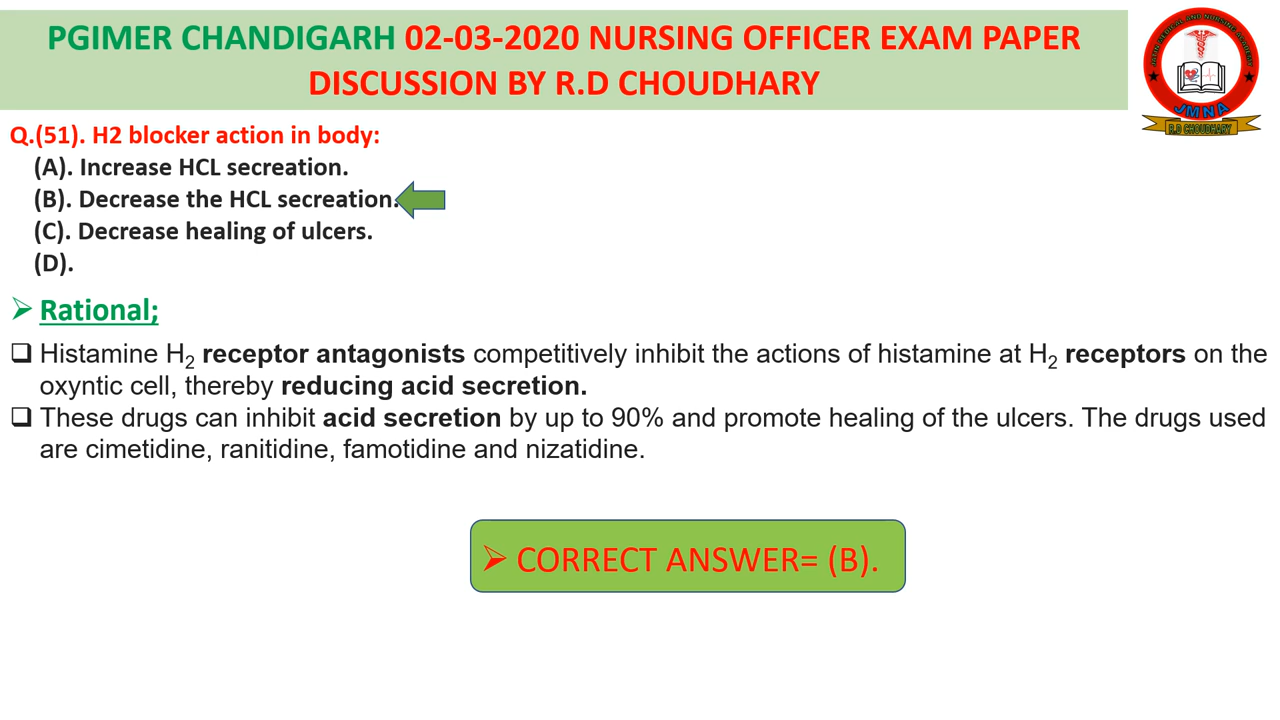 PGIMER CHANDIGARH 02-03-2020 NURSING OFFICER EXAM PAPER
DISCUSSION BY R.D CHOUDHARY
JMNA
R.D CHOUDHARY
Q.(51). H2 blocker action in body:
(A). Increase HCL secreation.
(B). Decrease the HCL secreation.
(C). Decrease healing of ulcers.
(D).
➢ Rational;
❑ Histamine H₂ receptor antagonists competitively inhibit the actions of histamine at H₂ receptors on the
oxyntic cell, thereby reducing acid secretion.
❑ These drugs can inhibit acid secretion by up to 90% and promote healing of the ulcers. The drugs used
are cimetidine, ranitidine, famotidine and nizatidine.
➢ CORRECT ANSWER= (B).